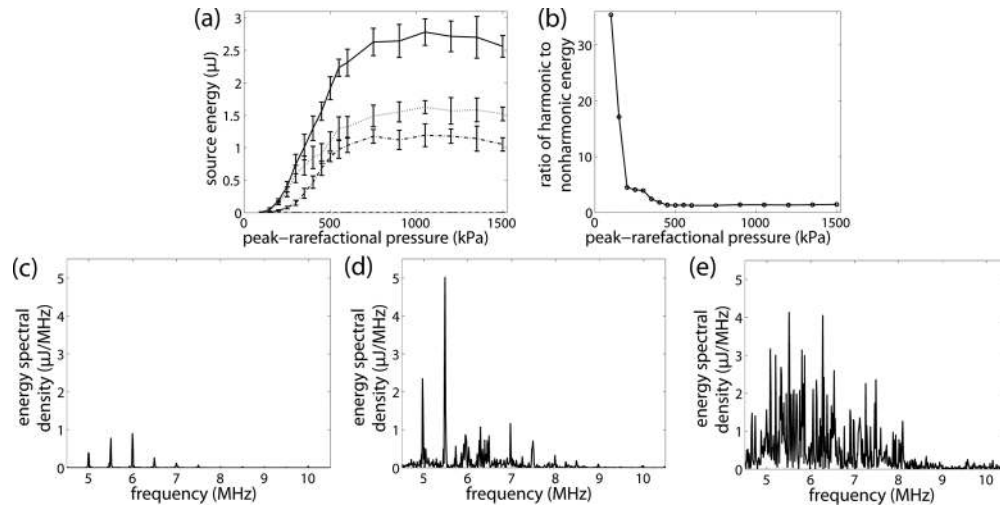 (a)
source energy (µJ)
3
2.5
2
1.5
1
0.5
0
0 500 1000 1500
peak−rarefactional pressure (kPa)
(b)
ratio of harmonic to
nonharmonic energy
30
20
10
0
0 500 1000 1500
peak−rarefactional pressure (kPa)
(c)
energy spectral
density (µJ/MHz)
5
4
3
2
1
0
5 6 7 8 9 10
frequency (MHz)
(d)
energy spectral
density (µJ/MHz)
5
4
3
2
1
0
5 6 7 8 9 10
frequency (MHz)
(e)
energy spectral
density (µJ/MHz)
5
4
3
2
1
0
5 6 7 8 9 10
frequency (MHz)